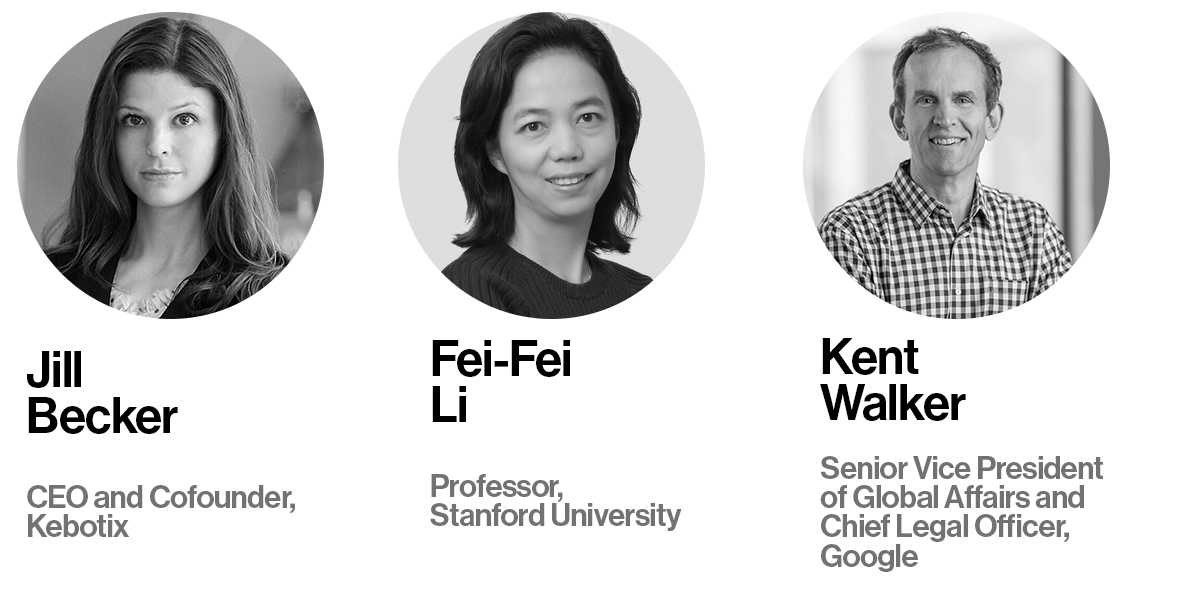 Jill
Becker
CEO and Cofounder,
Kebotix
Fei-Fei
Li
Professor,
Stanford University
Kent
Walker
Senior Vice President
of Global Affairs and
Chief Legal Officer,
Google